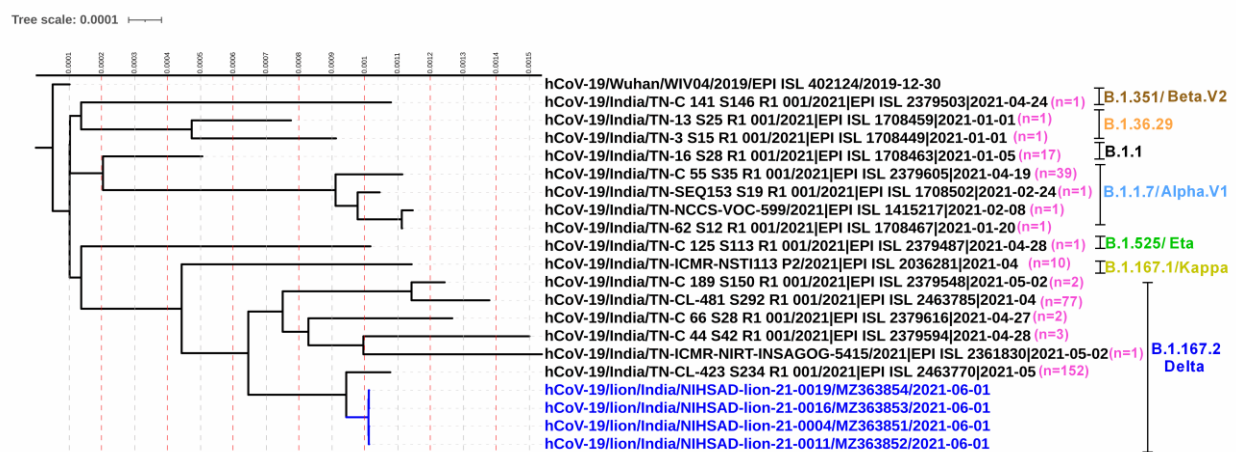 Tree scale: 0.0001
0.0001 0.0002 0.0003 0.0004 0.0005 0.0006 0.0007 0.0008 0.0009 0.001 0.0011 0.0012 0.0013 0.0014 0.0015
hCoV-19/Wuhan/WIV04/2019/EPI ISL 402124/2019-12-30
hCoV-19/India/TN-C 141 S146 R1 001/2021|EPI ISL 2379503|2021-04-24 (n=1) B.1.351/ Beta.V2
hCoV-19/India/TN-13 S25 R1 001/2021|EPI ISL 1708459|2021-01-01 (n=1)
B.1.36.29
hCoV-19/India/TN-3 S15 R1 001/2021|EPI ISL 1708449|2021-01-01 (n=1)
hCoV-19/India/TN-16 S28 R1 001/2021|EPI ISL 1708463|2021-01-05 (n=17) B.1.1
hCoV-19/India/TN-C 55 S35 R1 001/2021|EPI ISL 2379605|2021-04-19 (n=39)
hCoV-19/India/TN-SEQ153 S19 R1 001/2021|EPI ISL 1708502|2021-02-24 (n=1) B.1.1.7/Alpha.V1
hCoV-19/India/TN-NCCS-VOC-599/2021|EPI ISL 1415217|2021-02-08 (n=1)
hCoV-19/India/TN-62 S12 R1 001/2021|EPI ISL 1708467|2021-01-20 (n=1)
hCoV-19/India/TN-C 125 S113 R1 001/2021|EPI ISL 2379487|2021-04-28 (n=1) B.1.525/ Eta
hCoV-19/India/TN-ICMR-NSTI113 P2/2021|EPI ISL 2036281|2021-04 (n=10) B.1.167.1/Kappa
hCoV-19/India/TN-C 189 S150 R1 001/2021|EPI ISL 2379548|2021-05-02 (n=2)
hCoV-19/India/TN-CL-481 S292 R1 001/2021|EPI ISL 2463785|2021-04 (n=77)
hCoV-19/India/TN-C 66 S28 R1 001/2021|EPI ISL 2379616|2021-04-27 (n=2)
hCoV-19/India/TN-C 44 S42 R1 001/2021|EPI ISL 2379594|2021-04-28 (n=3)
hCoV-19/India/TN-ICMR-NIRT-INSAGOG-5415/2021|EPI ISL 2361830|2021-05-02 (n=1) B.1.167.2
Delta
hCoV-19/India/TN-CL-423 S234 R1 001/2021|EPI ISL 2463770|2021-05 (n=152)
hCoV-19/lion/India/NIHSAD-lion-21-0019/MZ363854/2021-06-01
hCoV-19/lion/India/NIHSAD-lion-21-0016/MZ363853/2021-06-01
hCoV-19/lion/India/NIHSAD-lion-21-0004/MZ363851/2021-06-01
hCoV-19/lion/India/NIHSAD-lion-21-0011/MZ363852/2021-06-01